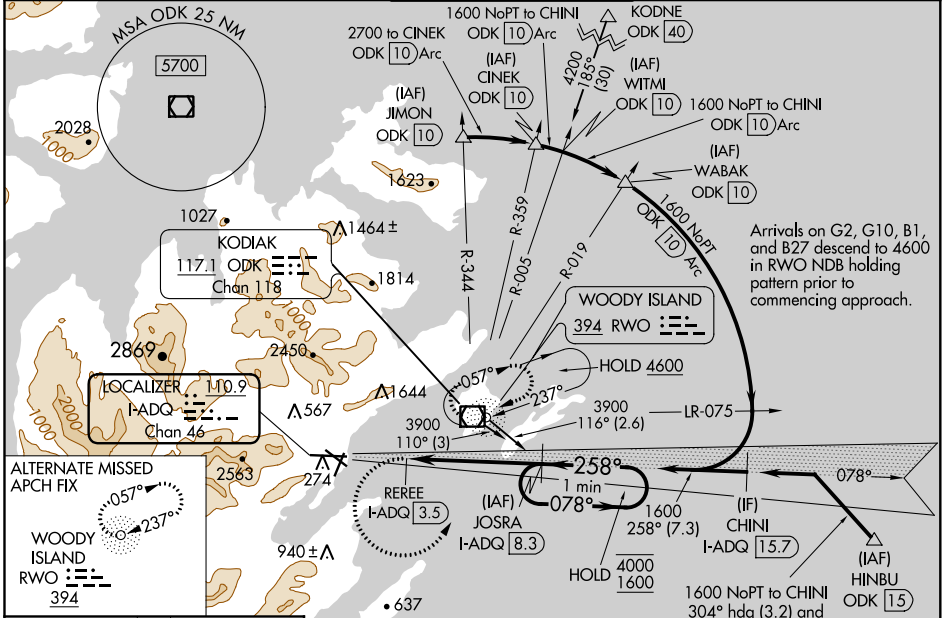 MSA ODK 25 NM
5700
2028
1000
2700 to CINEK
ODK 10 Arc
1600 NoPT to CHINI
ODK 10 Arc
KODNE
ODK 40
(IAF)
JIMON
ODK 10
(IAF)
CINEK
ODK 10
4200
185°
(30)
(IAF)
WITMI
ODK 10
1600 NoPT to CHINI
ODK 10 Arc
(IAF)
WABAK
ODK 10
1600 NoPT
ODK 10 Arc
1623
1027
1464 ±
R-344
R-359
R-005
R-019
KODIAK
117.1 ODK
Chan 118
1814
Arrivals on G2, G10, B1,
and B27 descend to 4600
in RWO NDB holding
pattern prior to
commencing approach.
WOODY ISLAND
394 RWO
2869
2450
1644
567
057°
237°
HOLD 4600
LOCALIZER 110.9
I-ADQ
Chan 46
1000
2000
3900
110° (3)
3900
116° (2.6)
LR-075
2563
274
258°
1 min
078°
078°
ALTERNATE MISSED
APCH FIX
057°
237°
WOODY
ISLAND
RWO
394
REREE
I-ADQ 3.5
(IAF)
JOSRA
I-ADQ 8.3
1600
258° (7.3)
(IF)
CHINI
I-ADQ 15.7
940 ±
HOLD 4000
1600
(IAF)
HINBU
ODK 15
637
1600 NoPT to CHINI
304° hdg (3.2) and